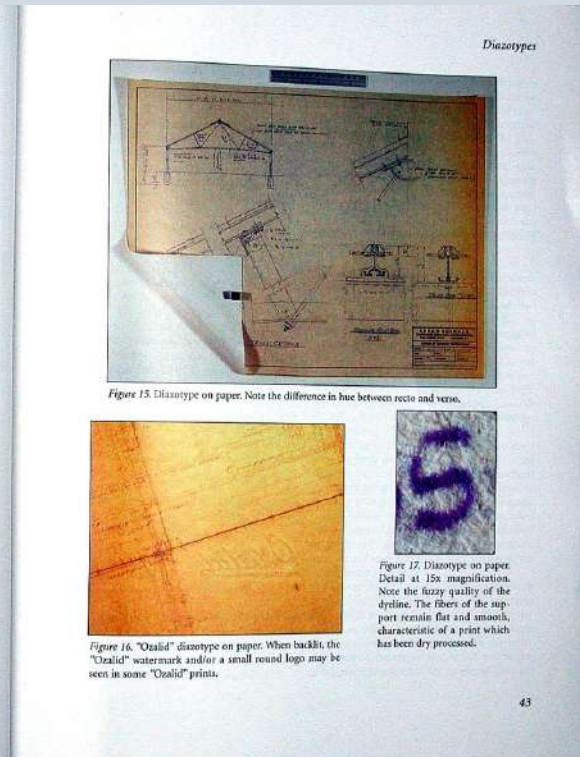 Diazotypes
Figure 15. Diazotype on paper. Note the difference in hue between recto and verso.
Figure 16. "Ozalid" diazotype on paper. When backlit, the
"Ozalid" watermark and/or a small round logo may be
seen in some "Ozalid" prints.
S
Figure 17. Diazotype on paper.
Detail at 15x magnification.
Note the fuzzy quality of the
dyeline. The fibers of the sup-
port remain flat and smooth,
characteristic of a print which
has been dry processed.
43